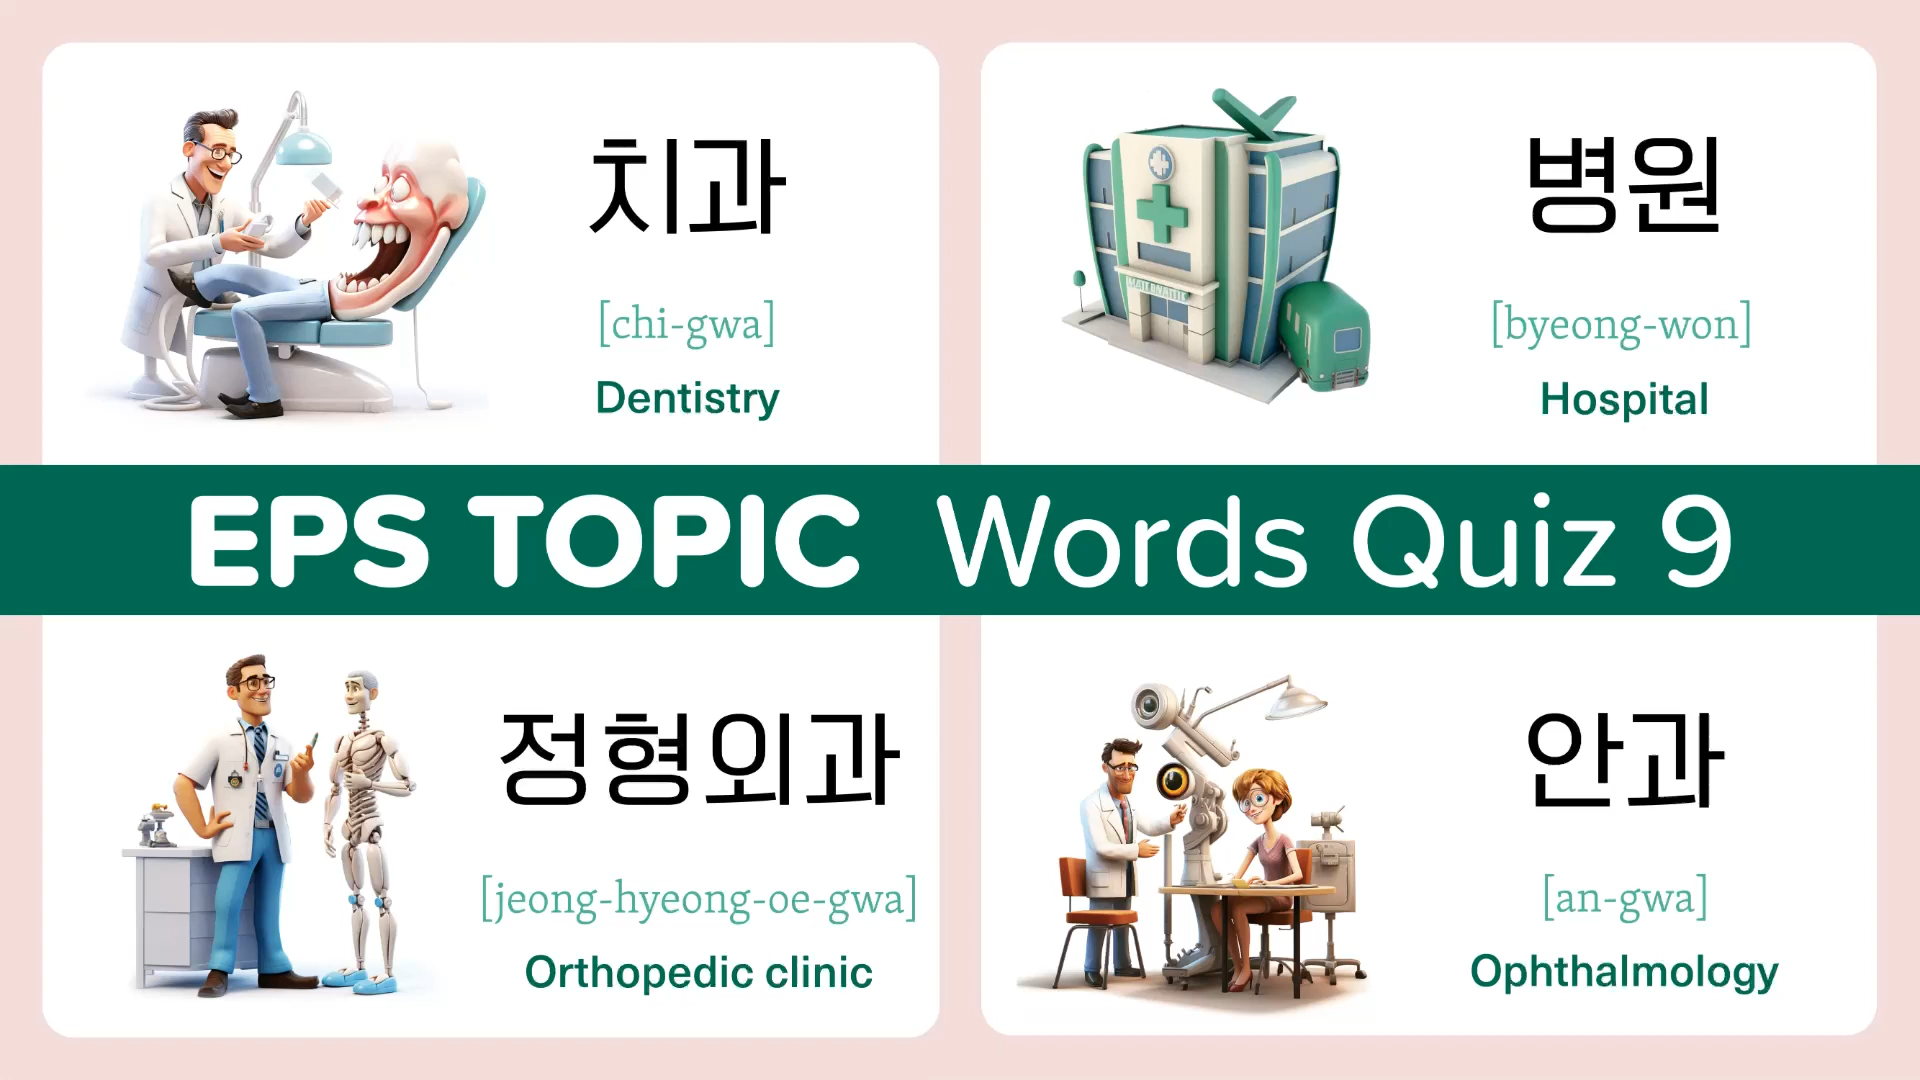 치과
[chi-gwa]
Dentistry
병원
[byeong-won]
Hospital
EPS TOPIC Words Quiz 9
정형외과
[jeong-hyeong-oe-gwa]
Orthopedic clinic
안과
[an-gwa]
Ophthalmology